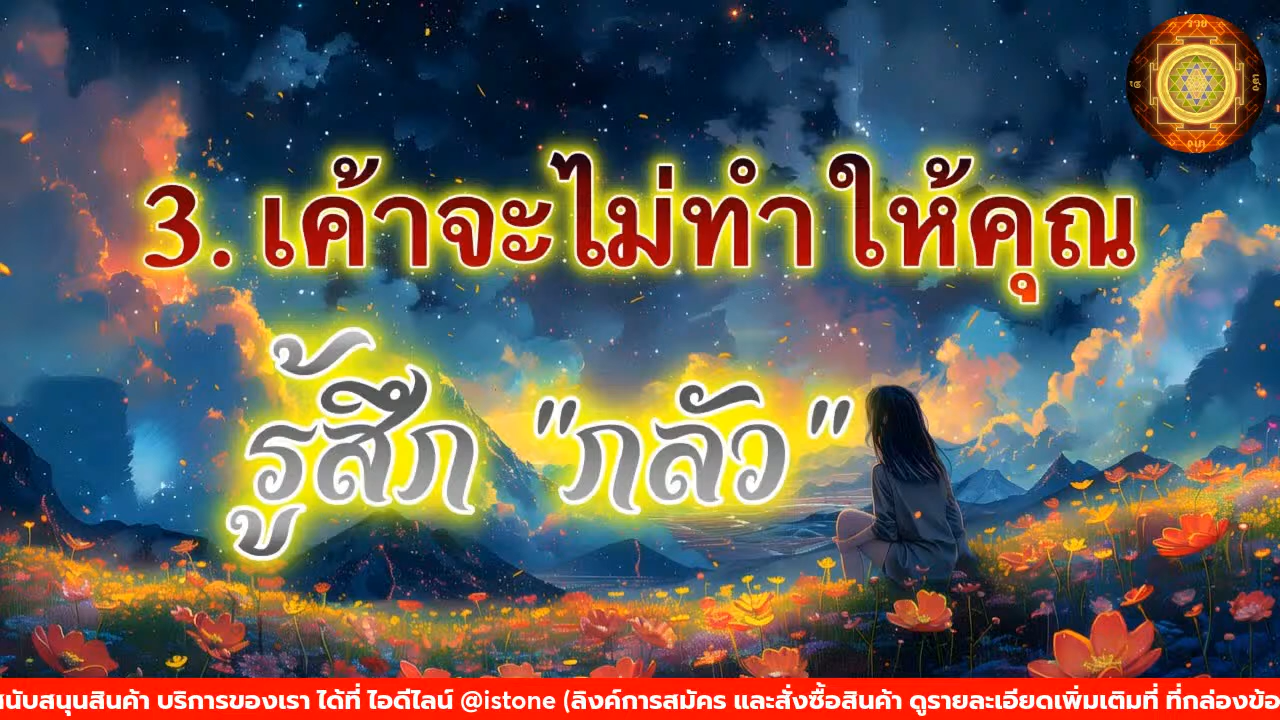 รวย
3. เค้าจะไม่ทำให้คุณ
รู้สึก "กลัว"
สนับสนุนสินค้า บริการของเรา ได้ที่ ไอดีไลน์ @istone (ลิงค์การสมัคร และสั่งซื้อสินค้า ดูรายละเอียดเพิ่มเติมที่ ที่กล่องข้อ